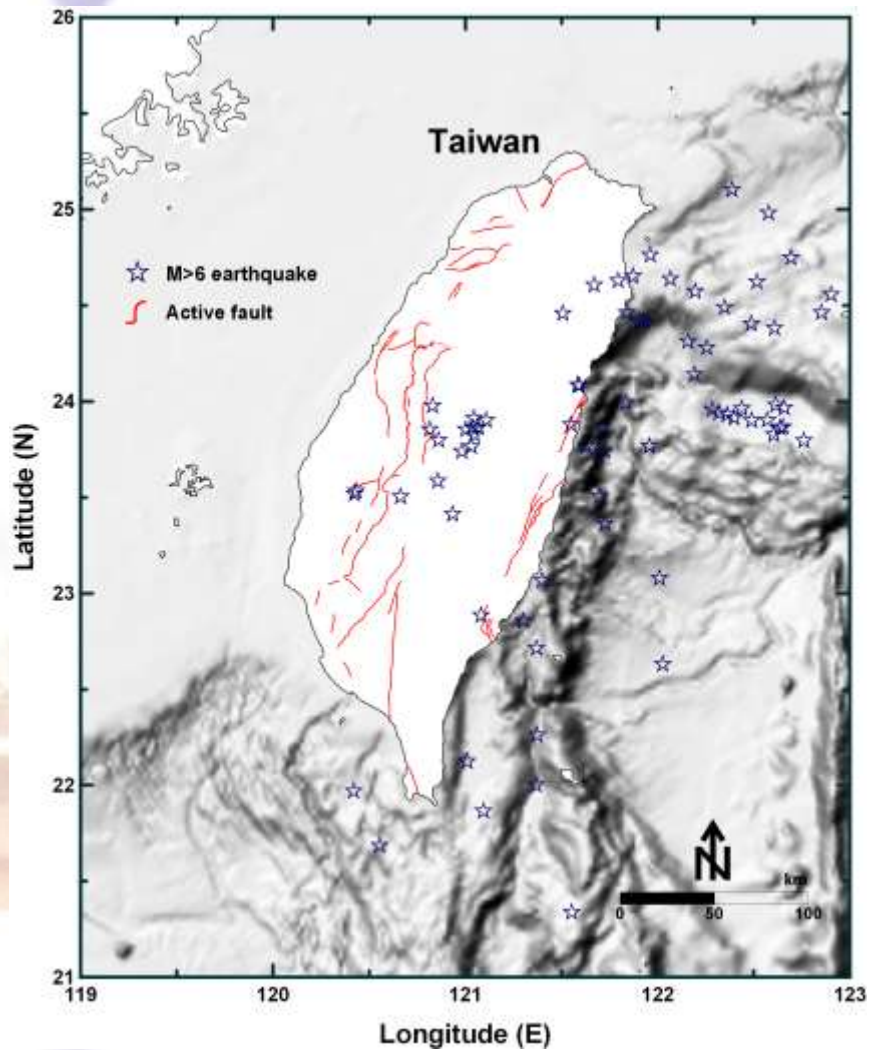 26
25
24
23
22
21
Taiwan
M>6 earthquake
Active fault
Latitude (N)
N
km
0 50 100
119 120 121 122 123
Longitude (E)